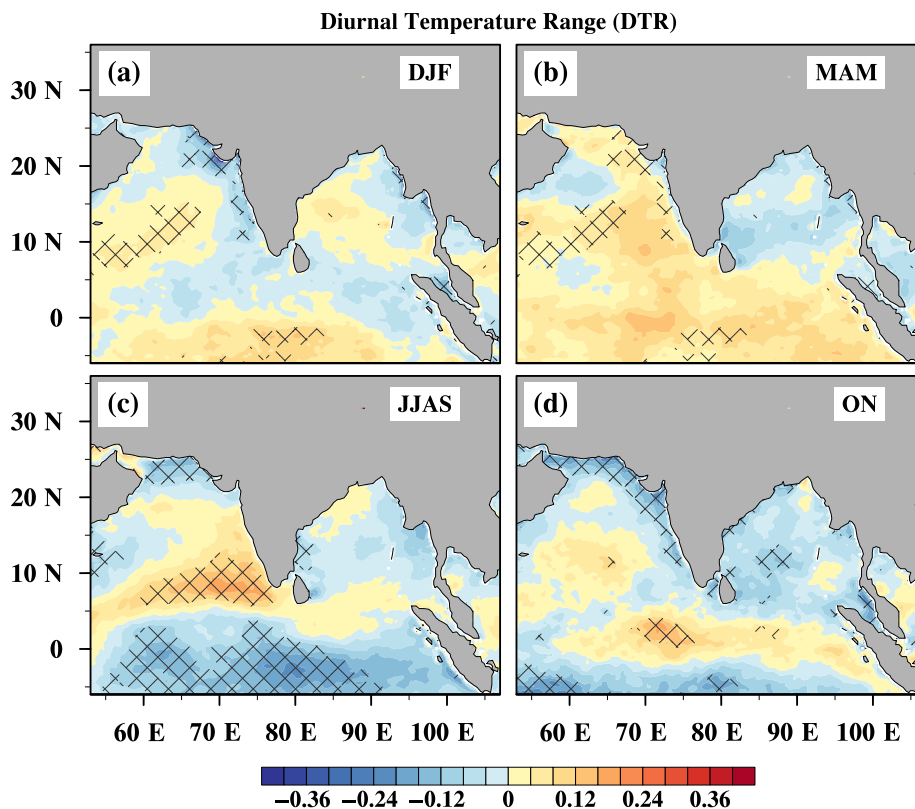 Diurnal Temperature Range (DTR)
(a) DJF
(b) MAM
30 N
20 N
10 N
0
(c) JJAS
(d) ON
30 N
20 N
10 N
0
60 E 70 E 80 E 90 E 100 E 60 E 70 E 80 E 90 E 100 E
−0.36 −0.24 −0.12 0 0.12 0.24 0.36